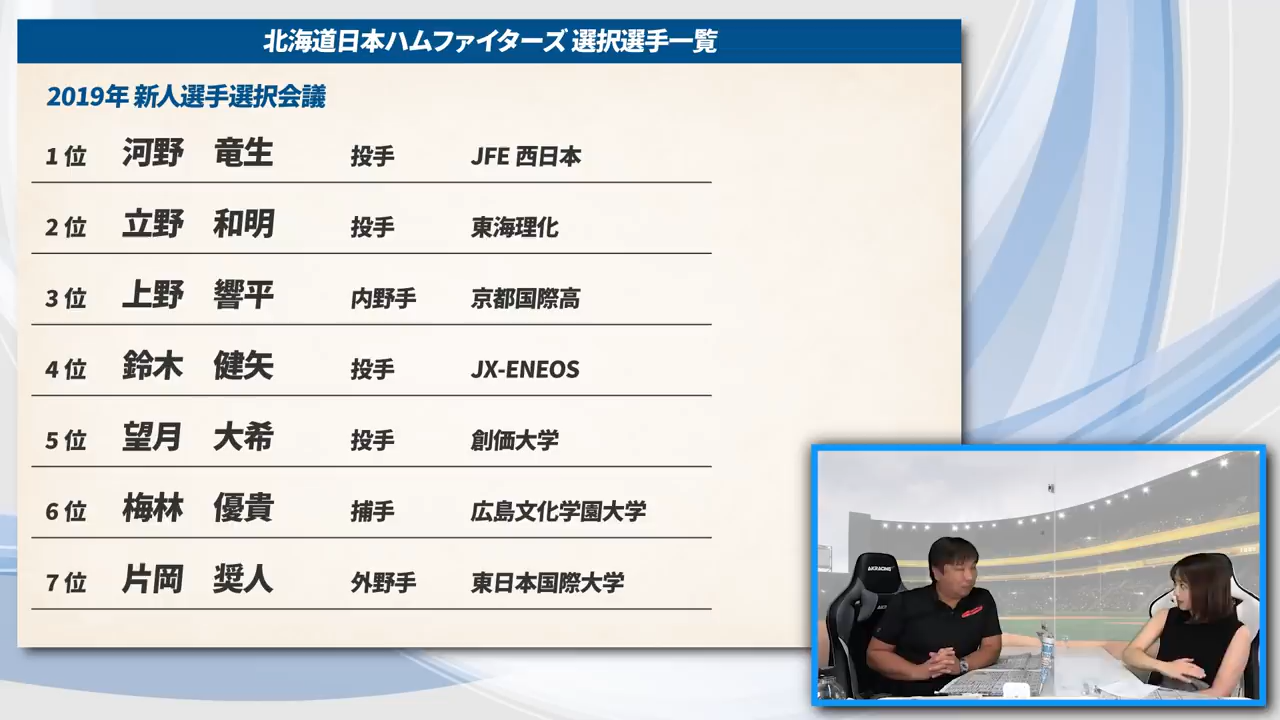 北海道日本ハムファイターズ 選択選手一覧
2019年 新人選手選択会議
1位 河野 竜生 投手 JFE 西日本
2位 立野 和明 投手 東海理化
3位 上野 響平 内野手 京都国際高
4位 鈴木 健矢 投手 JX-ENEOS
5位 望月 大希 投手 創価大学
6位 梅林 優貴 捕手 広島文化学園大学
7位 片岡 奨人 外野手 東日本国際大学
AKRACING